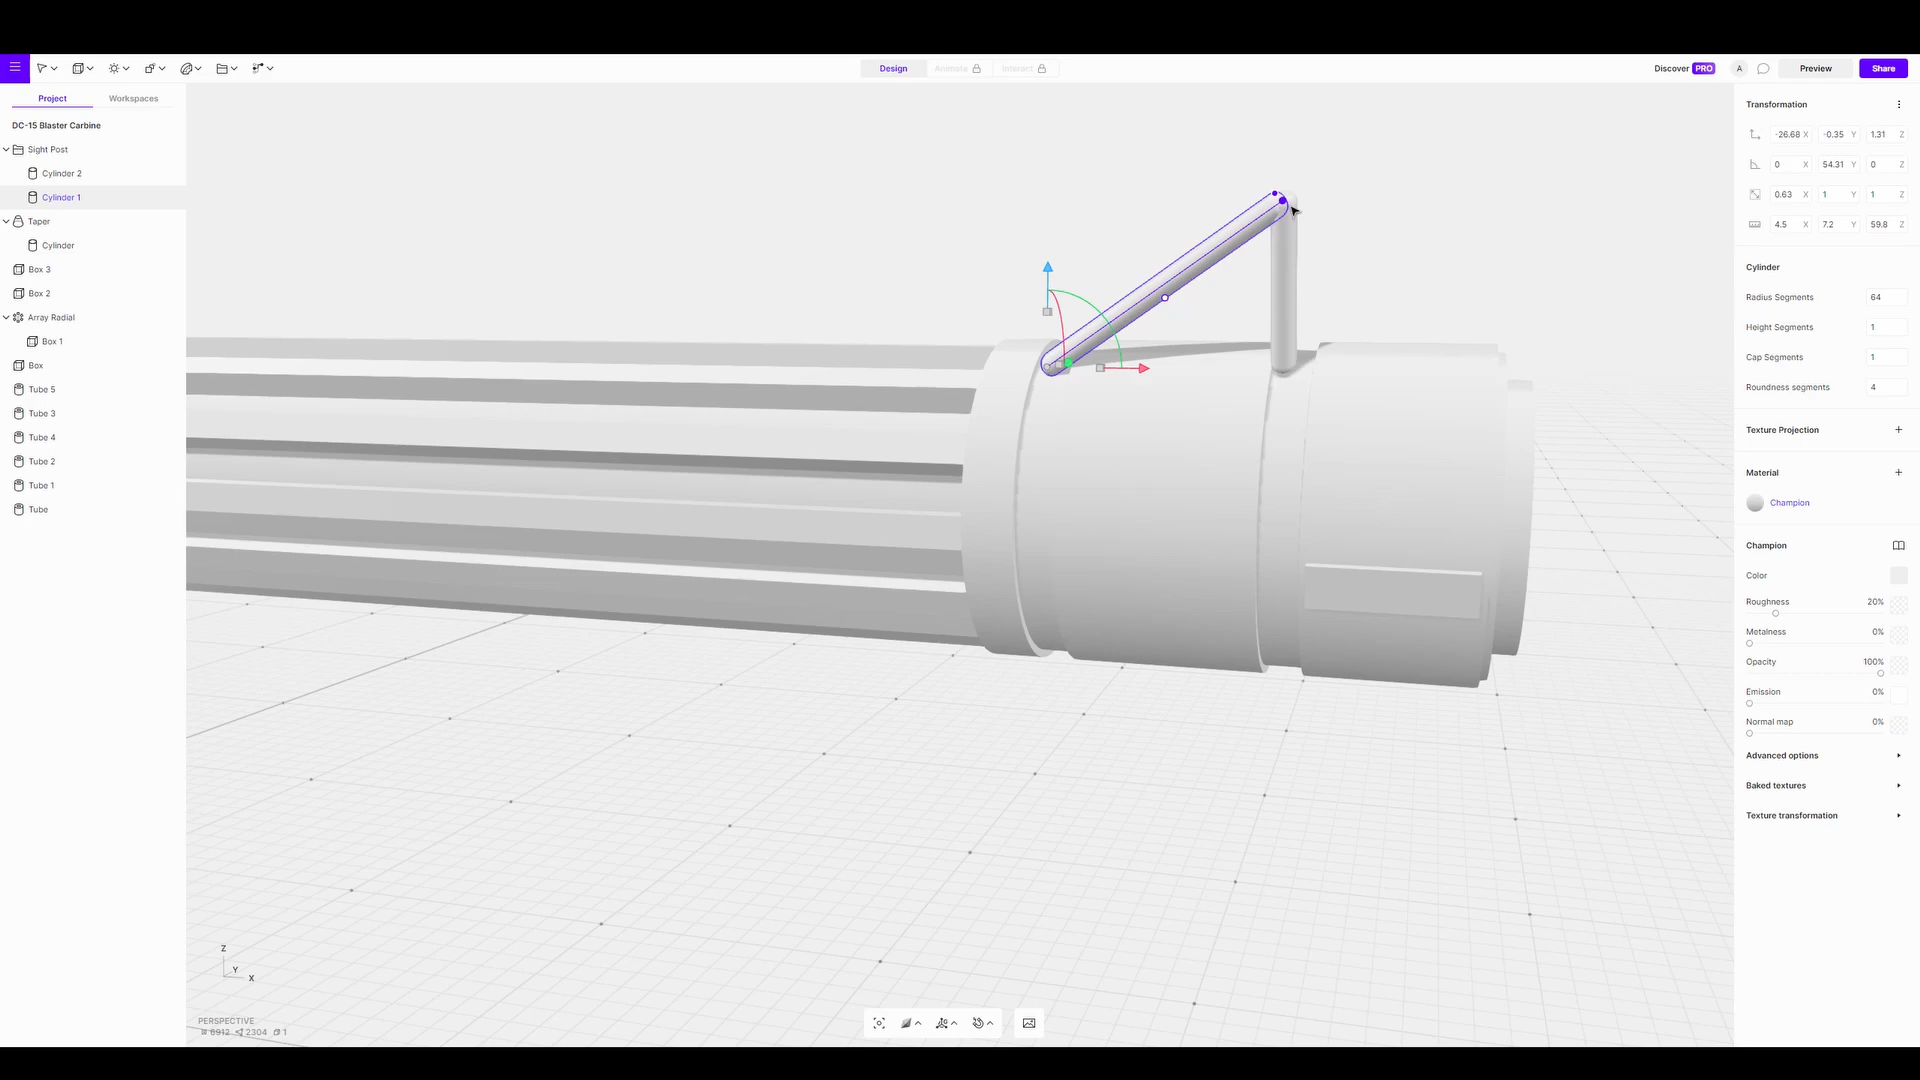 Design
Animate
Interact
Discover PRO
A
Preview
Share
Project
Workspaces
DC-15 Blaster Carbine
Sight Post
Cylinder 2
Cylinder 1
Taper
Cylinder
Box 3
Box 2
Array Radial
Box 1
Box
Tube 5
Tube 3
Tube 4
Tube 2
Tube 1
Tube
Z
Y
X
PERSPECTIVE
6912 2304 1
Transformation
-26.68 X -0.35 Y 1.31 Z
0 X 54.31 Y 0 Z
0.63 X 1 Y 1 Z
4.5 X 7.2 Y 59.8 Z
Cylinder
Radius Segments 64
Height Segments 1
Cap Segments 1
Roundness segments 4
Texture Projection +
Material +
Champion
Champion
Color
Roughness 20%
Metalness 0%
Opacity 100%
Emission 0%
Normal map 0%
Advanced options
Baked textures
Texture transformation